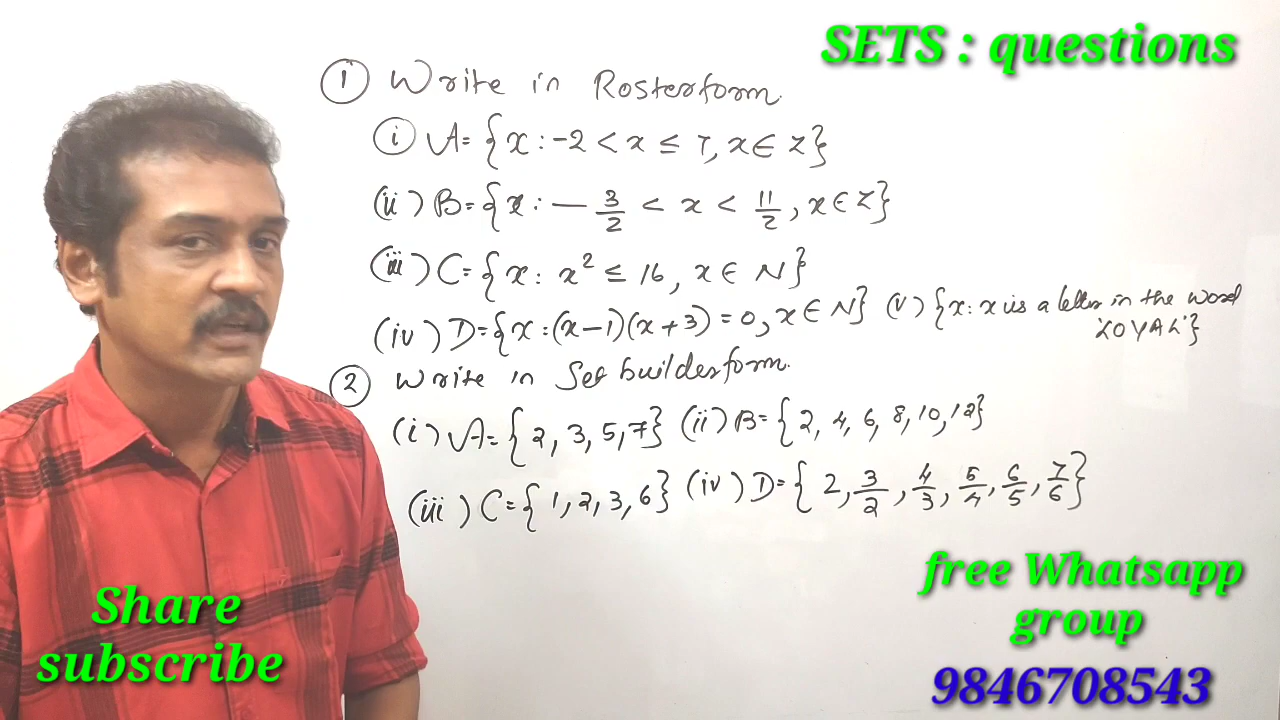 SETS : questions
① Write in Rosterform.
(i) A = {x : -2 < x ≤ 7, x ∈ Z}
(ii) B = {x : - 3/2 < x < 11/2, x ∈ Z}
(iii) C = {x : x² ≤ 16, x ∈ N}
(iv) D = {x : (x-1)(x+3) = 0, x ∈ N} (v) {x : x is a letter in the word
'LOYAL'}
② Write in Set builderform.
(i) A = {2, 3, 5, 7} (ii) B = {2, 4, 6, 8, 10, 12}
(iii) C = {1, 2, 3, 6} (iv) D = {2, 3/2, 4/3, 5/4, 6/5, 7/6}
Share
subscribe
free Whatsapp
group
9846708543